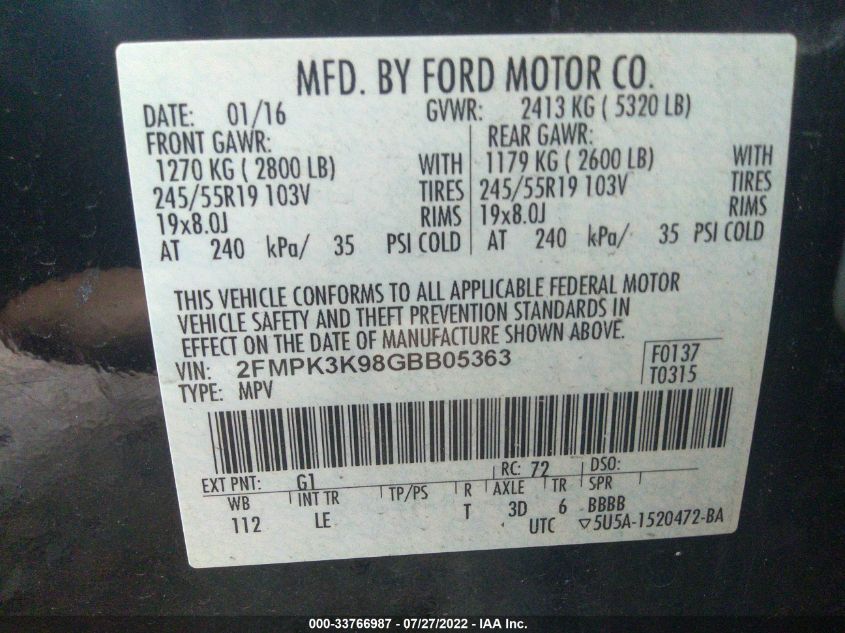 MFD. BY FORD MOTOR CO.
DATE: 01/16 GVWR: 2413 KG ( 5320 LB)
FRONT GAWR: REAR GAWR:
1270 KG ( 2800 LB) WITH 1179 KG ( 2600 LB) WITH
245/55R19 103V TIRES 245/55R19 103V TIRES
19x8.0J RIMS 19x8.0J RIMS
AT 240 kPa/ 35 PSI COLD AT 240 kPa/ 35 PSI COLD
THIS VEHICLE CONFORMS TO ALL APPLICABLE FEDERAL MOTOR
VEHICLE SAFETY AND THEFT PREVENTION STANDARDS IN
EFFECT ON THE DATE OF MANUFACTURE SHOWN ABOVE.
VIN: 2FMPK3K98GBB05363 F0137
TYPE: MPV T0315
EXT PNT: G1 RC: 72 DSO:
WB INT TR TP/PS R AXLE TR SPR
112 LE T 3D 6 BBBB
UTC ▽5U5A-1520472-BA
000-33766987 / 07/27/2022 - IAA Inc.